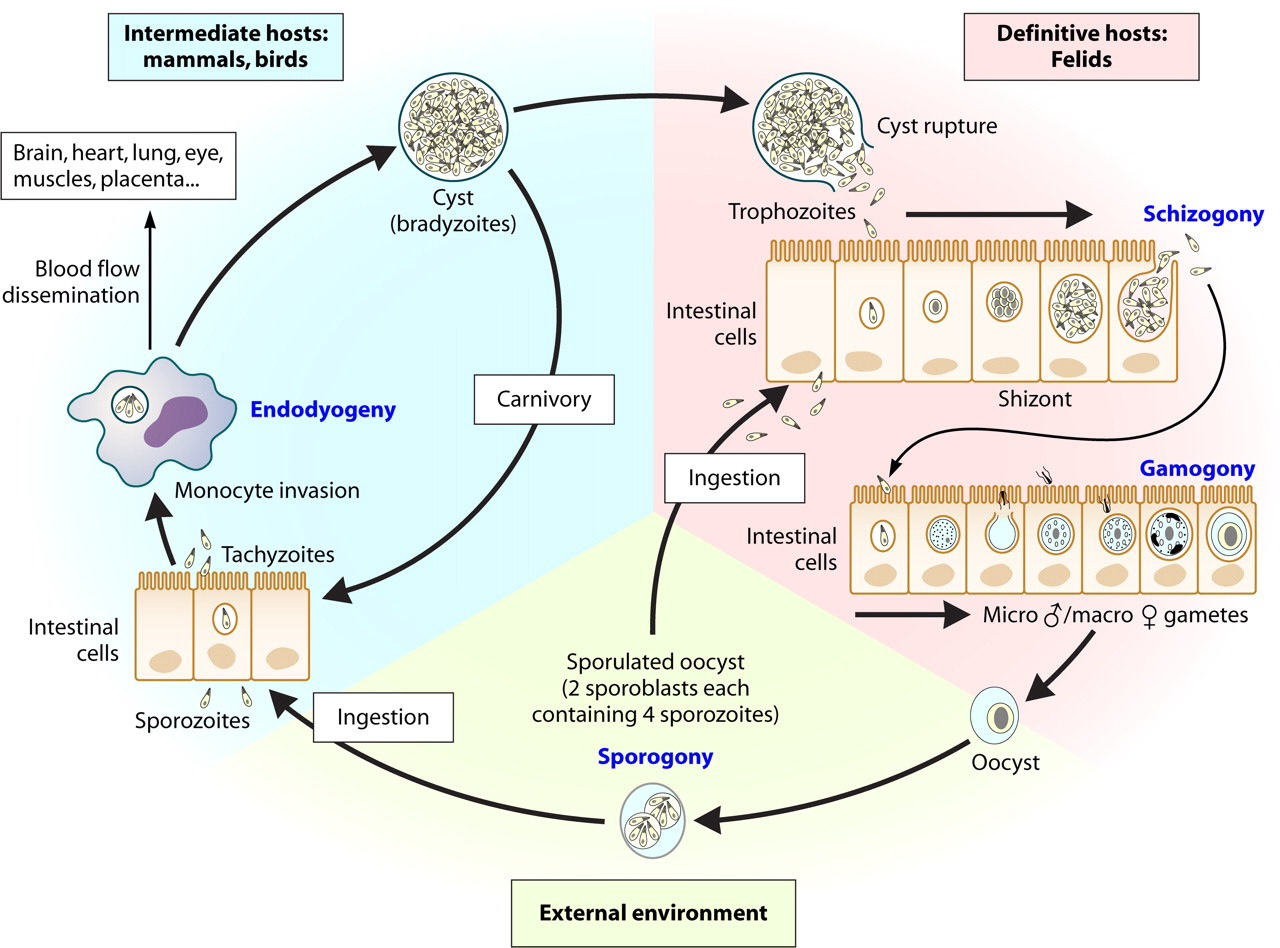 Intermediate hosts:
mammals, birds
Definitive hosts:
Felids
Brain, heart, lung, eye,
muscles, placenta...
Cyst
(bradyzoites)
Cyst rupture
Trophozoites
Schizogony
Blood flow
dissemination
Intestinal
cells
Endodyogeny
Carnivory
Shizont
Monocyte invasion
Ingestion
Gamogony
Tachyzoites
Intestinal
cells
Intestinal
cells
Micro ♂/macro ♀ gametes
Sporulated oocyst
(2 sporoblasts each
containing 4 sporozoites)
Sporozoites
Ingestion
Sporogony
Oocyst
External environment